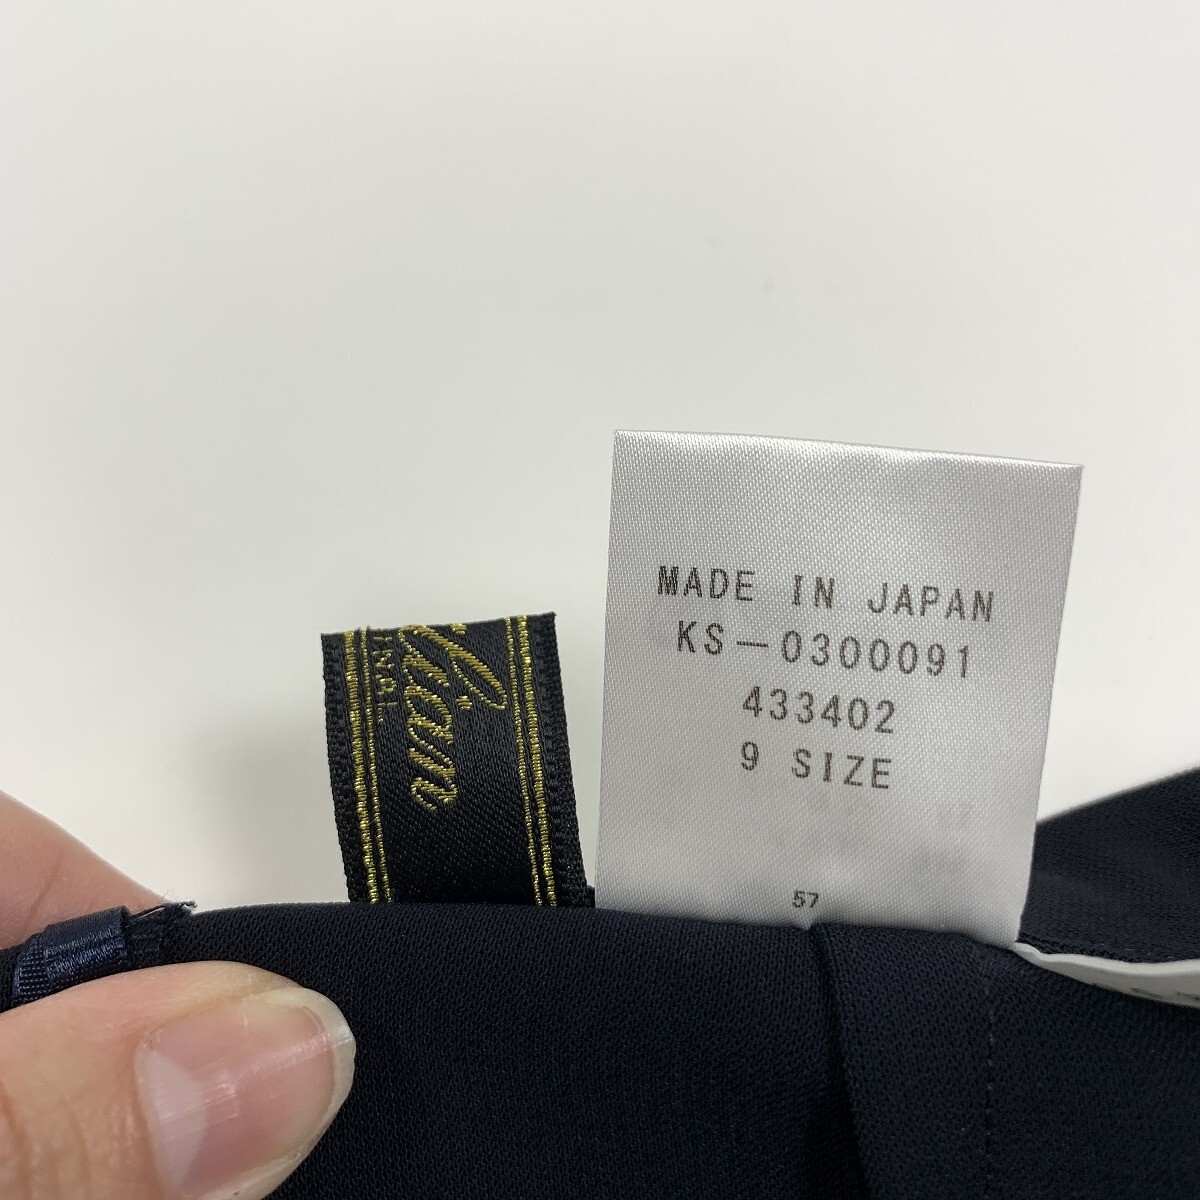 MADE IN JAPAN
KS-0300091
433402
9 SIZE
57